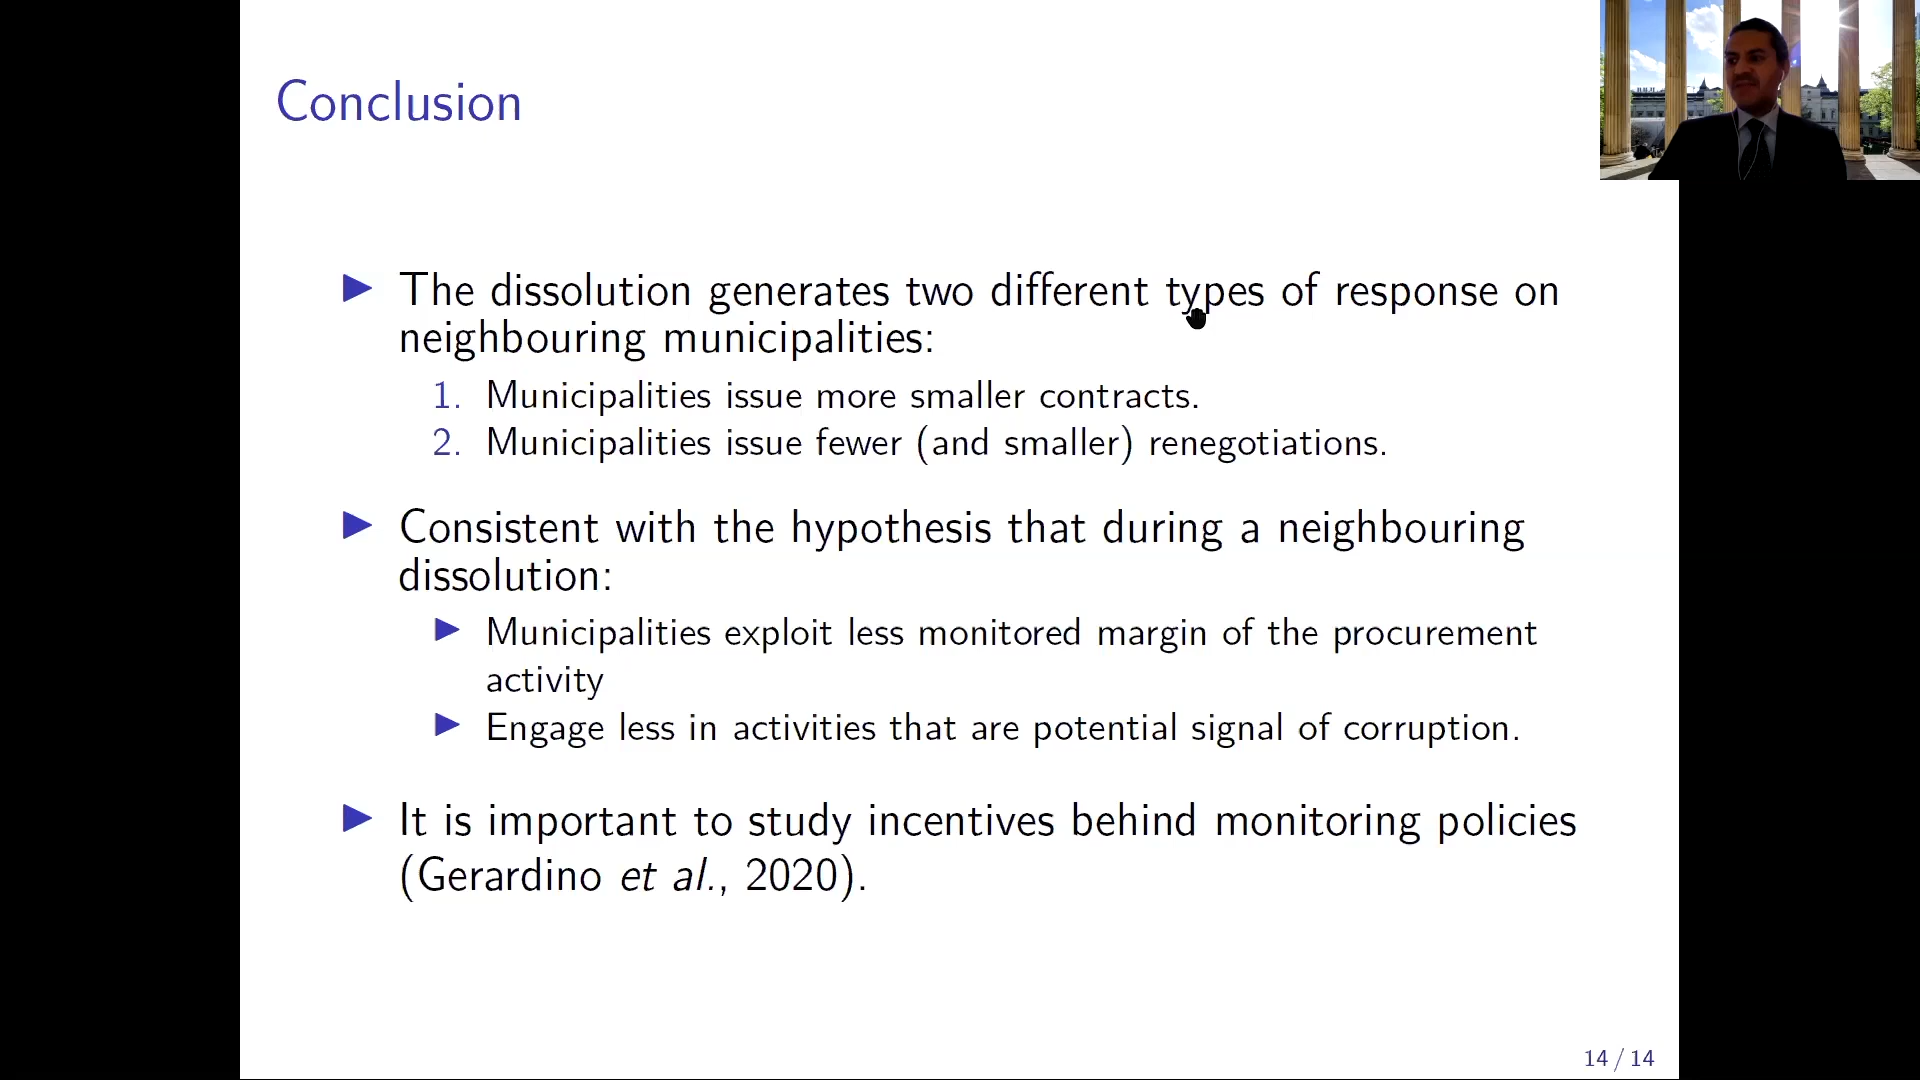 Conclusion
▶ The dissolution generates two different types of response on
neighbouring municipalities:
1. Municipalities issue more smaller contracts.
2. Municipalities issue fewer (and smaller) renegotiations.
▶ Consistent with the hypothesis that during a neighbouring
dissolution:
▶ Municipalities exploit less monitored margin of the procurement
activity
▶ Engage less in activities that are potential signal of corruption.
▶ It is important to study incentives behind monitoring policies
(Gerardino et al., 2020).
14 / 14